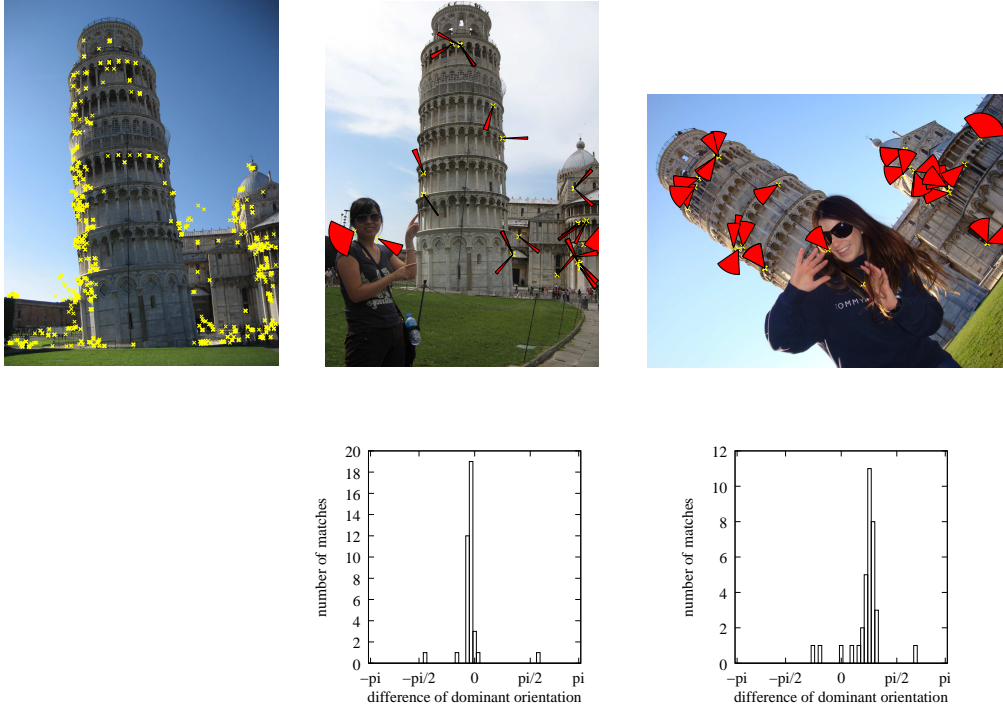 TOMMY
20
18
16
14
12
10
8
6
4
2
0
number of matches
−pi
−pi/2
0
pi/2
pi
difference of dominant orientation
12
10
8
6
4
2
0
number of matches
−pi
−pi/2
0
pi/2
pi
difference of dominant orientation